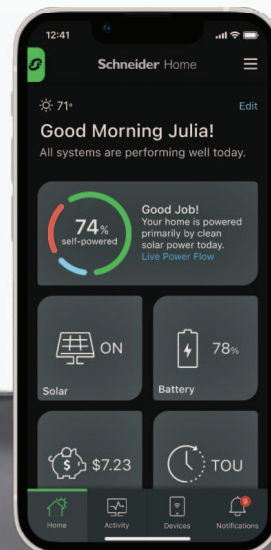 12:41
Schneider Home
71°
Edit
Good Morning Julia!
All systems are performing well today.
74%
self-powered
Good Job!
Your home is powered
primarily by clean
solar power today.
Live Power Flow
ON
Solar
78%
Battery
$
$7.23
TOU
Home
Activity
Devices
9
Notifications